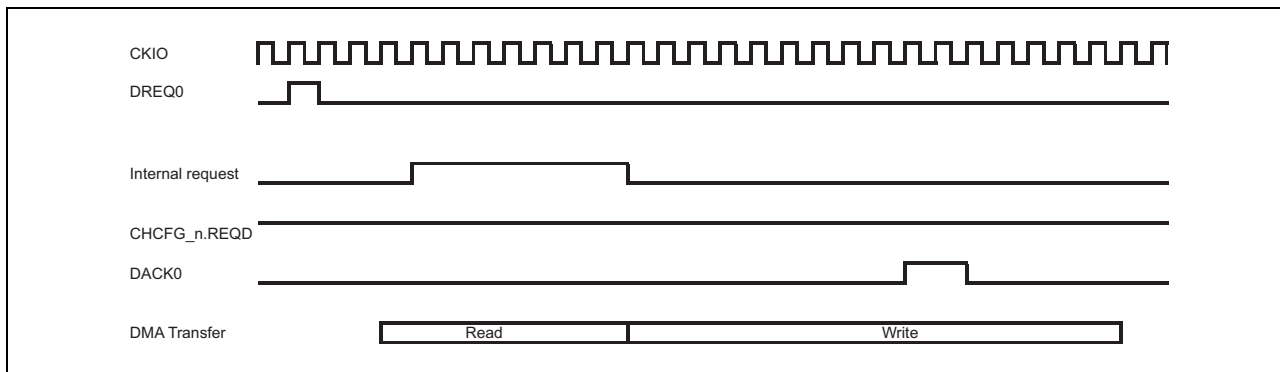 CKIO
DREQ0
Internal request
CHCFG_n.REQD
DACK0
DMA Transfer Read Write